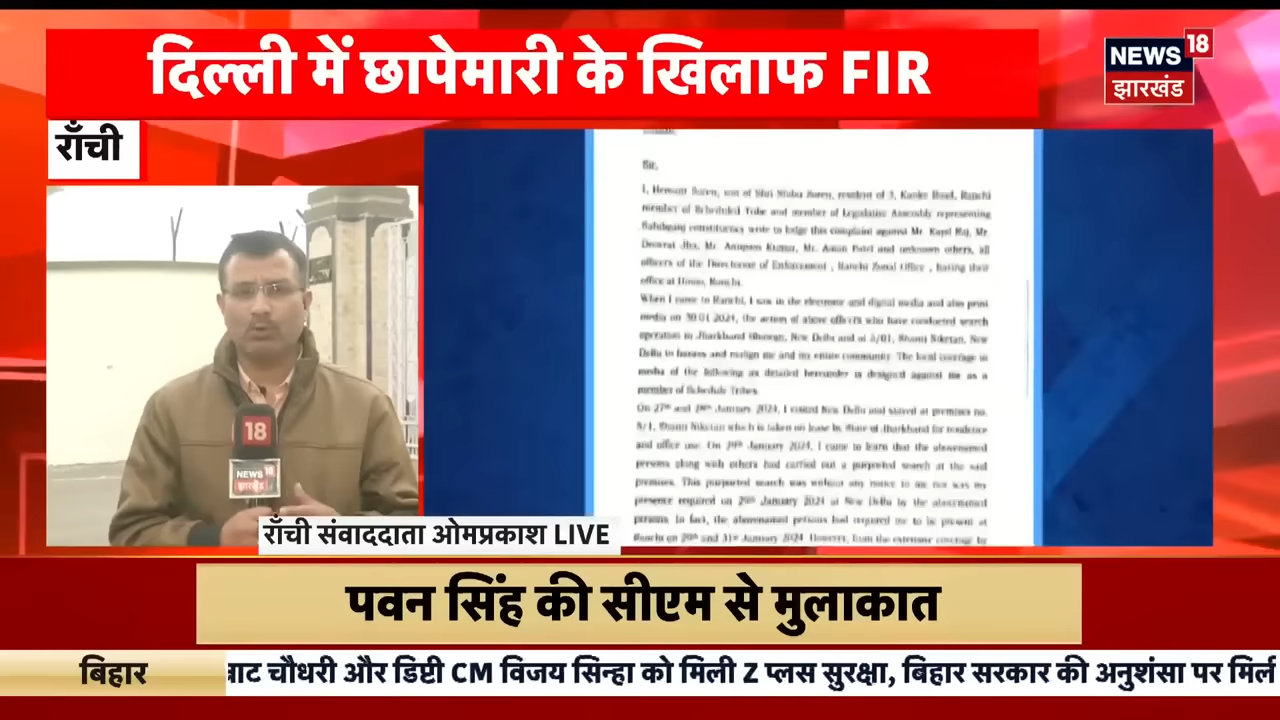 दिल्ली में छापेमारी के खिलाफ FIR
NEWS 18
झारखंड
राँची
Sir,
I, Hemant Soren, son of Shri Shibu Soren, resident of 5, Kanke Road, Ranchi
member of Scheduled Tribe and member of Legislative Assembly representing
constituency write to lodge this complaint against Mr. Kapil Raj, Mr.
Devvrat Jha, Mr. Anupam Kumar, Mr. Aman Patel and unknown others, all
officers of the Directorate of Enforcement, Ranchi Zonal Office, having their
office at Hinoo, Ranchi.
When I came to Ranchi, I saw in the electronic and digital media and also print
media on 30.01.2024, the action of above officers who have conducted search
operation in Jharkhand Bhawan, New Delhi and at 5/01, Shanti Niketan, New
Delhi to harass and malign me and my entire community. The local coverage in
media of the following as detailed hereunder is designed against me as a
member of Schedule Tribes.
On 27th and 28th January 2024, I visited New Delhi and stayed at premises no.
5/1, Shanti Niketan which is taken on lease by State of Jharkhand for residence
and office use. On 29th January 2024, I came to learn that the abovenamed
persons along with others had carried out a purported search at the said
premises. This purported search was without any notice to me nor was my
presence required on 29th January 2024 at New Delhi by the abovenamed
persons. In fact, the abovenamed persons had required me to be present at
Ranchi on 29th and 31st January 2024. However, from the extensive coverage by
18
NEWS 18
झारखंड
राँची संवाददाता ओमप्रकाश LIVE
पवन सिंह की सीएम से मुलाकात
बिहार
चौधरी और डिप्टी CM विजय सिन्हा को मिली Z प्लस सुरक्षा, बिहार सरकार की अनुशंसा पर